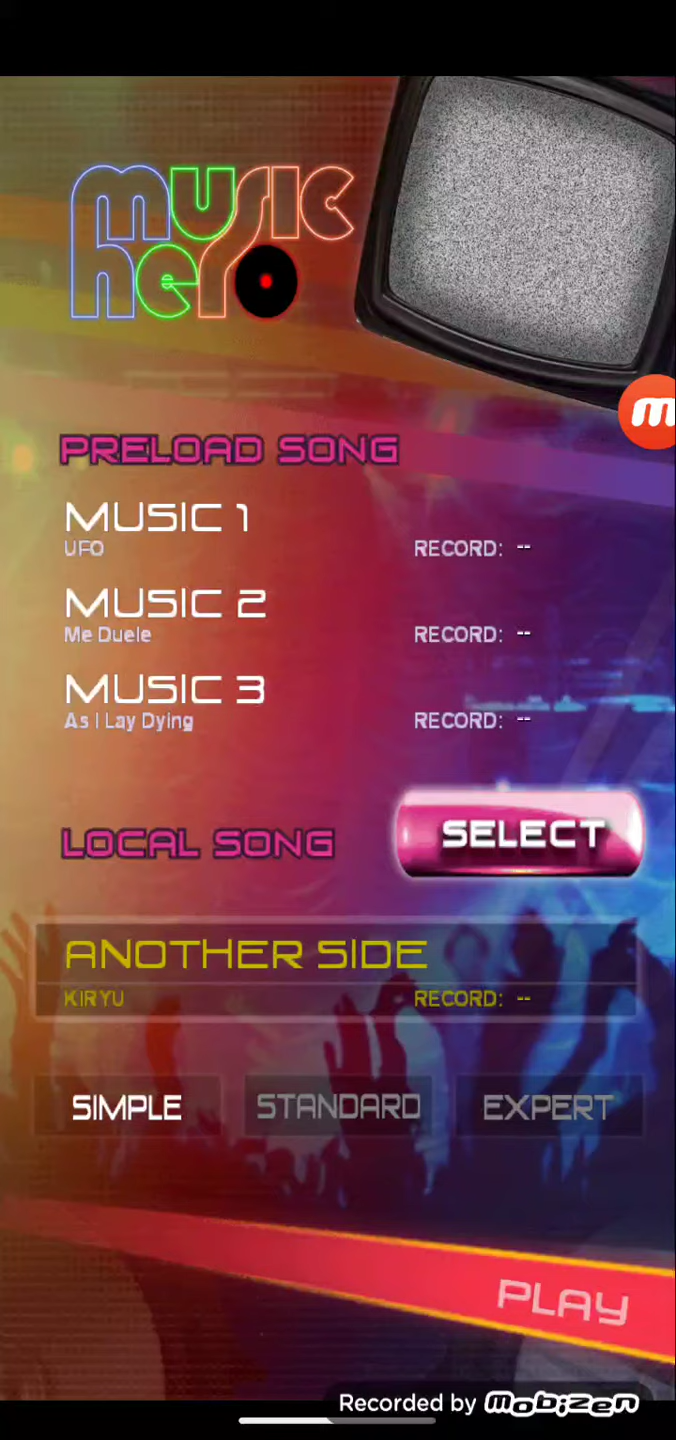 music
hero
PRELOAD SONG
MUSIC 1
UFO RECORD: --
MUSIC 2
Me Duele RECORD: --
MUSIC 3
As I Lay Dying RECORD: --
LOCAL SONG SELECT
ANOTHER SIDE
KIRYU RECORD: --
SIMPLE STANDARD EXPERT
PLAY
Recorded by mobizen